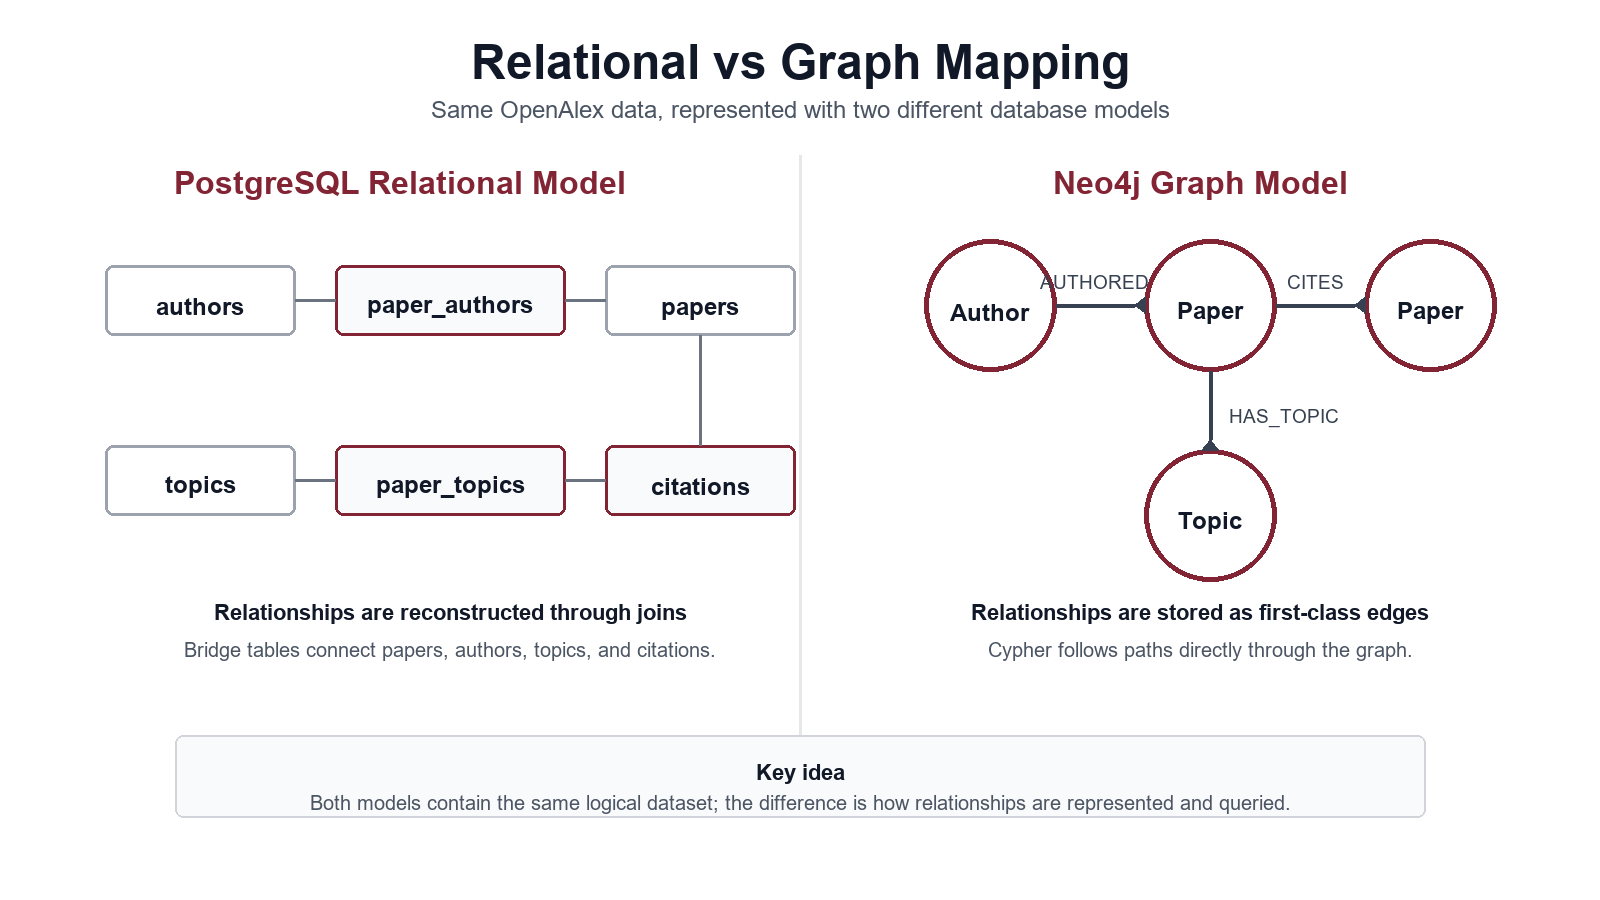 Relational vs Graph Mapping
Same OpenAlex data, represented with two different database models
PostgreSQL Relational Model
authors
paper_authors
papers
topics
paper_topics
citations
Relationships are reconstructed through joins
Bridge tables connect papers, authors, topics, and citations.
Neo4j Graph Model
Author
AUTHORED
Paper
CITES
Paper
HAS_TOPIC
Topic
Relationships are stored as first-class edges
Cypher follows paths directly through the graph.
Key idea
Both models contain the same logical dataset; the difference is how relationships are represented and queried.